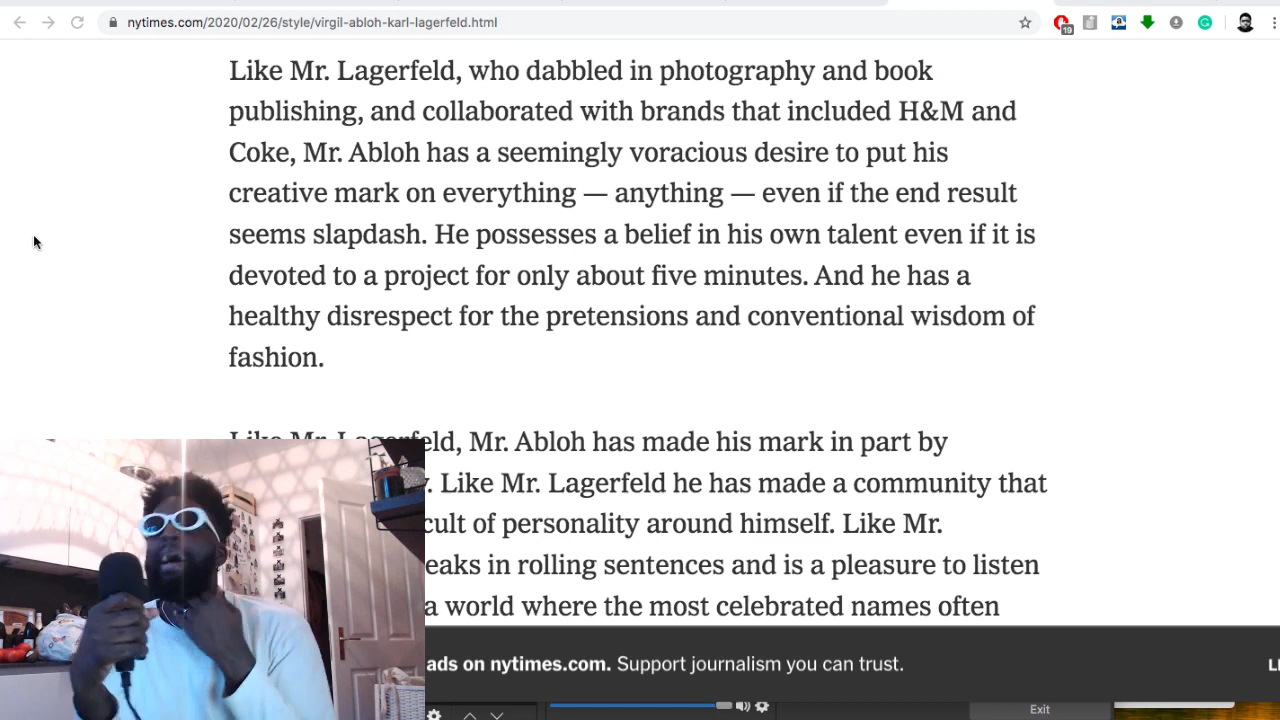 nytimes.com/2020/02/26/style/virgil-abloh-karl-lagerfeld.html
19
Like Mr. Lagerfeld, who dabbled in photography and book
publishing, and collaborated with brands that included H&M and
Coke, Mr. Abloh has a seemingly voracious desire to put his
creative mark on everything — anything — even if the end result
seems slapdash. He possesses a belief in his own talent even if it is
devoted to a project for only about five minutes. And he has a
healthy disrespect for the pretensions and conventional wisdom of
fashion.
Like Mr. Lagerfeld, Mr. Abloh has made his mark in part by
. Like Mr. Lagerfeld he has made a community that
cult of personality around himself. Like Mr.
eaks in rolling sentences and is a pleasure to listen
a world where the most celebrated names often
ads on nytimes.com. Support journalism you can trust.
Exit